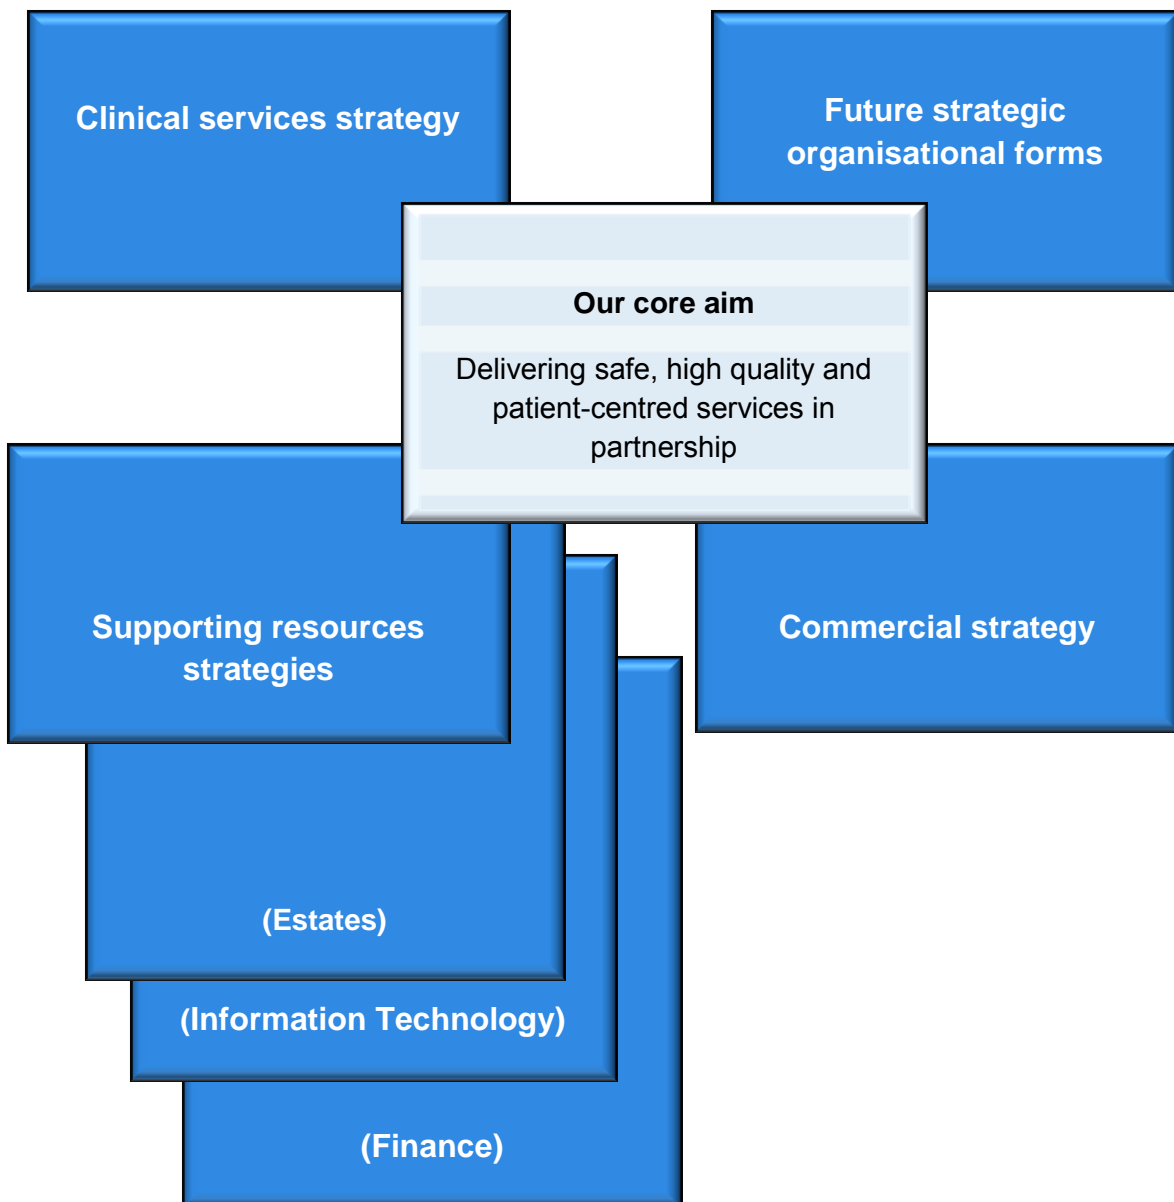 Clinical services strategy
Future strategic
organisational forms
Our core aim
Delivering safe, high quality and
patient-centred services in
partnership
Supporting resources
strategies
Commercial strategy
(Estates)
(Information Technology)
(Finance)